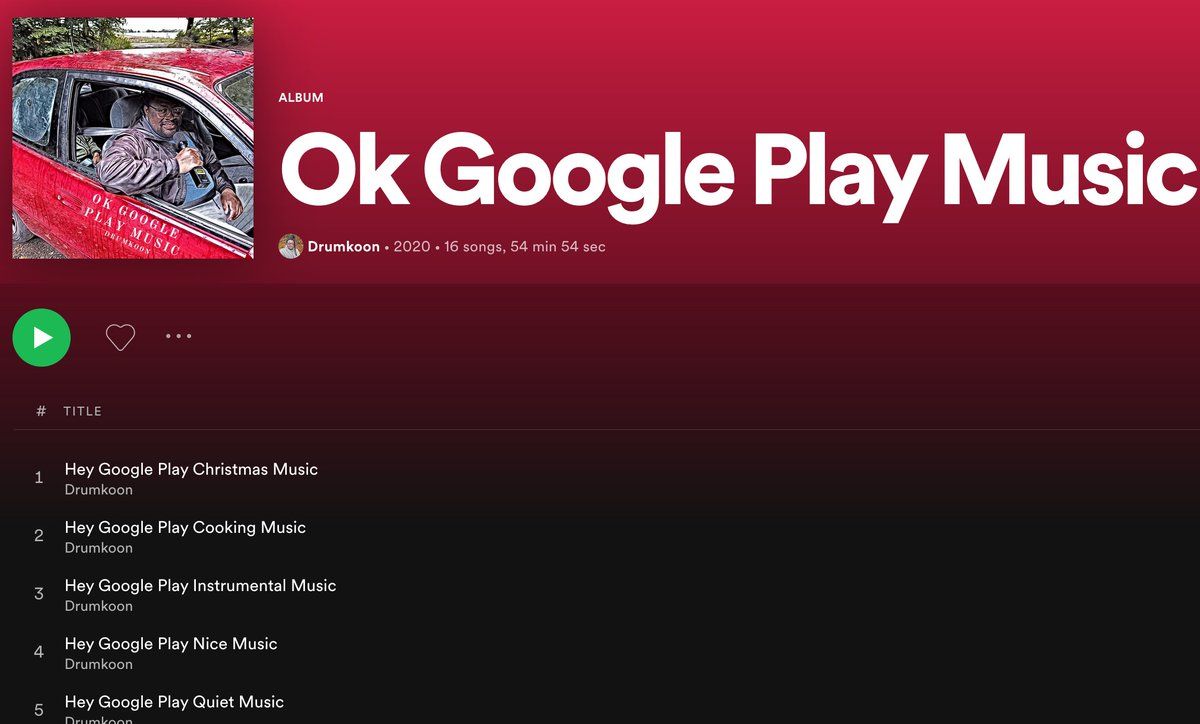 OK GOOGLE
PLAY MUSIC
DRUMKOON
ALBUM
Ok Google Play Music
Drumkoon • 2020 • 16 songs, 54 min 54 sec
# TITLE
1 Hey Google Play Christmas Music
Drumkoon
2 Hey Google Play Cooking Music
Drumkoon
3 Hey Google Play Instrumental Music
Drumkoon
4 Hey Google Play Nice Music
Drumkoon
5 Hey Google Play Quiet Music
Drumkoon